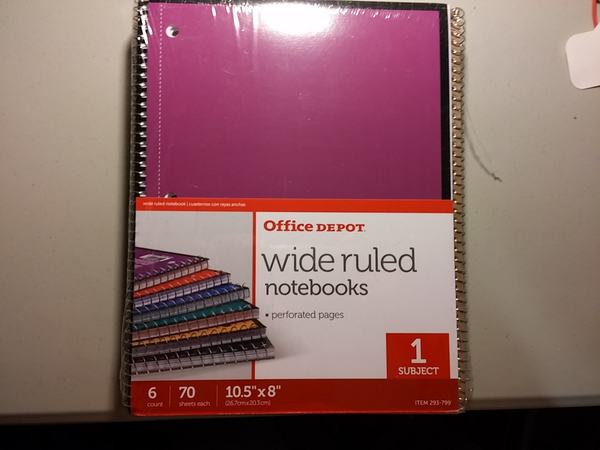 wide ruled notebook | cuadernos con rayas anchas
Office DEPOT
wide ruled
notebooks
• perforated pages
1
SUBJECT
6 count
70 sheets each
10.5" x 8"
(26.7cm x 20.3cm)
ITEM 293-799